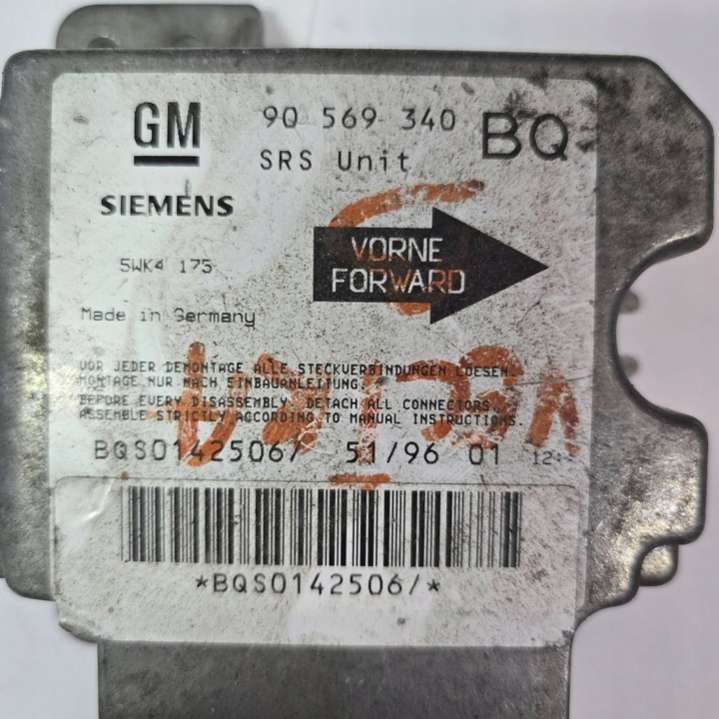 GM 90 569 340 BQ
SRS Unit
SIEMENS
5WK4 175
VORNE
FORWARD
Made in Germany
VOR JEDER DEMONTAGE ALLE STECKVERBINDUNGEN LOESEN.
MONTAGE NUR NACH EINBAUANLEITUNG.
BEFORE EVERY DISASSEMBLY, DETACH ALL CONNECTORS.
ASSEMBLE STRICTLY ACCORDING TO MANUAL INSTRUCTIONS.
BQS0142506/ 51/96 01
*BQS0142506/*